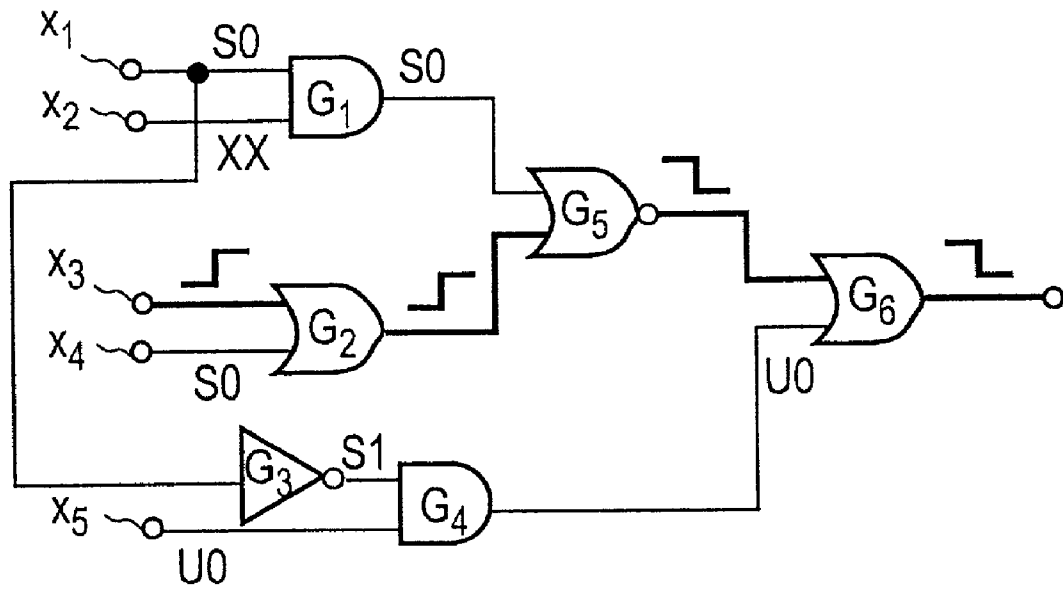 x₁
S0
S0
G₁
x₂
XX
G₅
x₃
G₂
G₆
x₄
S0
U0
G₃
S1
G₄
x₅
U0